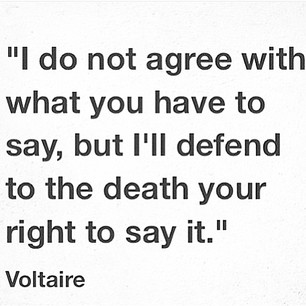 "I do not agree with
what you have to
say, but I'll defend
to the death your
right to say it."
Voltaire